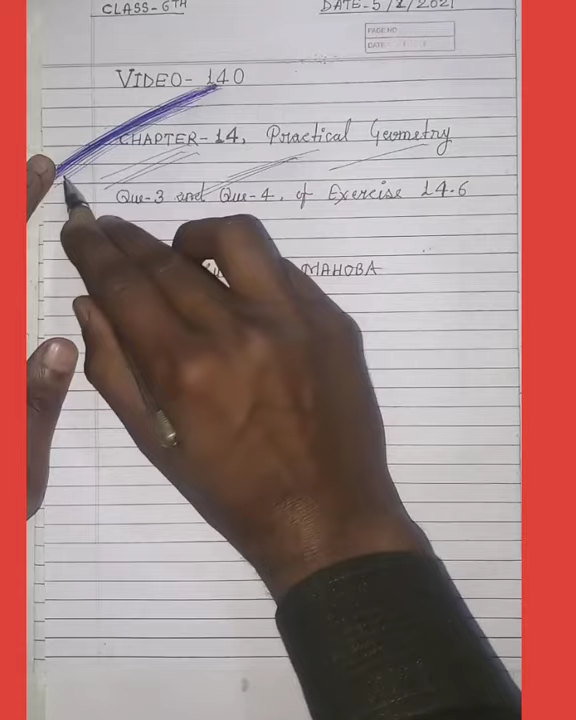 CLASS-6TH DATE-5/1/2021
PAGE NO.
DATE: / /
VIDEO-140
CHAPTER-14, Practical Geometry
Que-3 and Que-4, of Exercise 14.6
MAHOBA